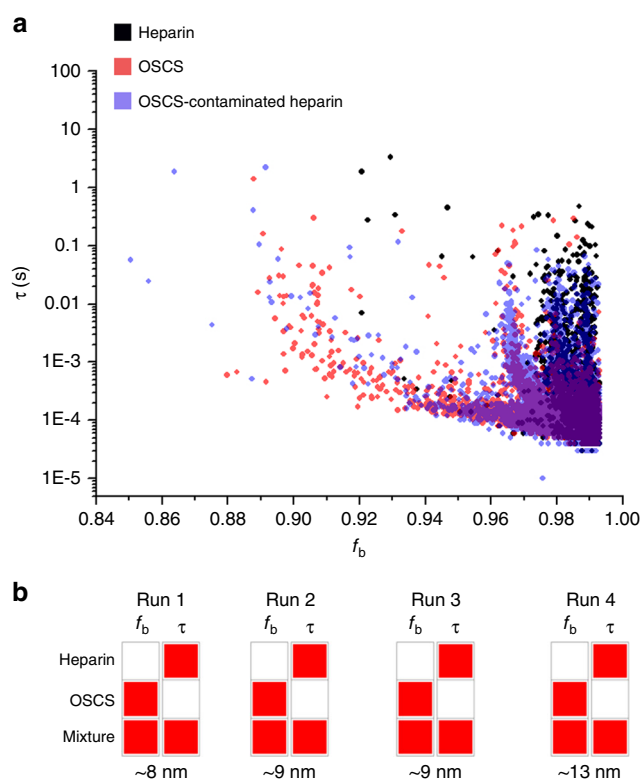 a
Heparin
OSCS
OSCS-contaminated heparin
100
10
1
0.1
0.01
1E-3
1E-4
1E-5
τ (s)
0.84 0.86 0.88 0.90 0.92 0.94 0.96 0.98 1.00
fb
b
Run 1 Run 2 Run 3 Run 4
fb τ fb τ fb τ fb τ
Heparin
OSCS
Mixture
~8 nm ~9 nm ~9 nm ~13 nm